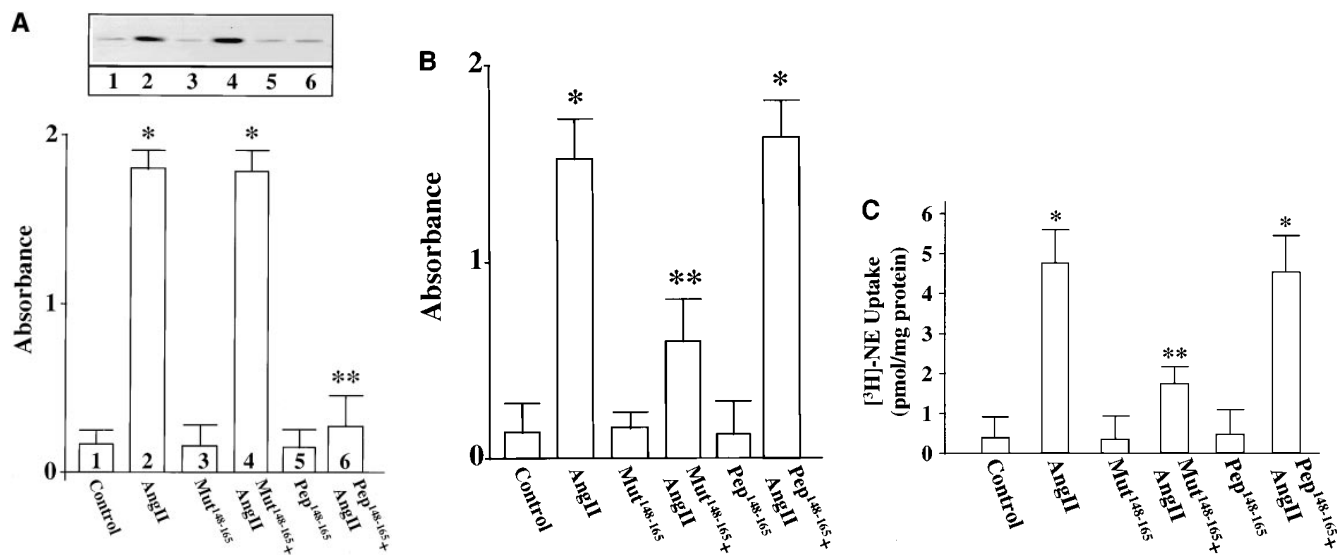 A
1 2 3 4 5 6
2
1
0
Absorbance
* * **
1 2 3 4 5 6
Control
AngII
Mut148-165
Mut148-165+
AngII
Pep148-165
Pep148-165+
AngII
B
2
1
0
Absorbance
* ** *
Control
AngII
Mut148-165
Mut148-165+
AngII
Pep148-165
Pep148-165+
AngII
C
6
5
4
3
2
1
0
[3H]-NE Uptake
(pmol/mg protein)
* ** *
Control
AngII
Mut148-165
Mut148-165+
AngII
Pep148-165
Pep148-165+
AngII